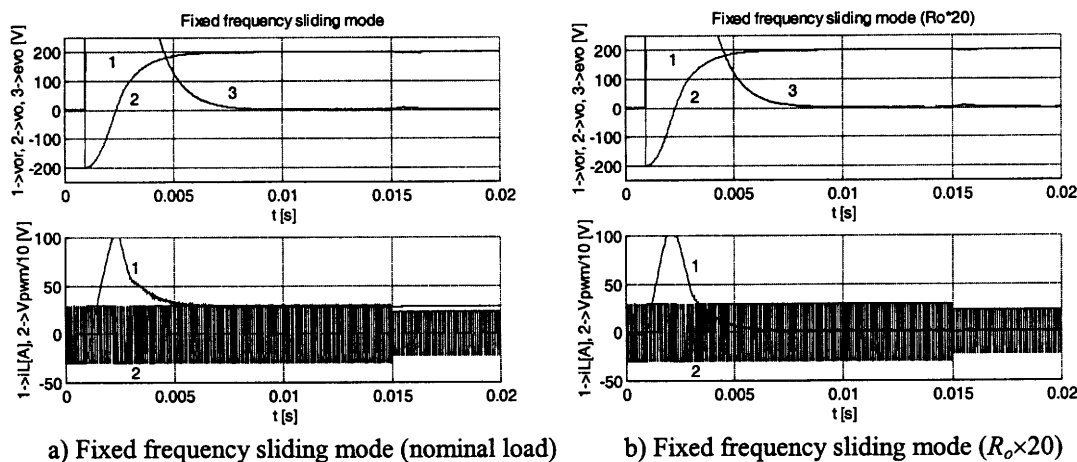 Fixed frequency sliding mode
1->vor, 2->vo, 3->evo [V]
200
100
0
-100
-200
1
2
3
0 0.005 0.01 0.015 0.02
t [s]
1->iL[A], 2->Vpwm/10 [V]
100
50
0
-50
1
2
0 0.005 0.01 0.015 0.02
t [s]
a) Fixed frequency sliding mode (nominal load)
Fixed frequency sliding mode (Ro*20)
1->vor, 2->vo, 3->evo [V]
200
100
0
-100
-200
1
2
3
0 0.005 0.01 0.015 0.02
t [s]
1->iL[A], 2->Vpwm/10 [V]
100
50
0
-50
1
2
0 0.005 0.01 0.015 0.02
t [s]
b) Fixed frequency sliding mode (Ro×20)